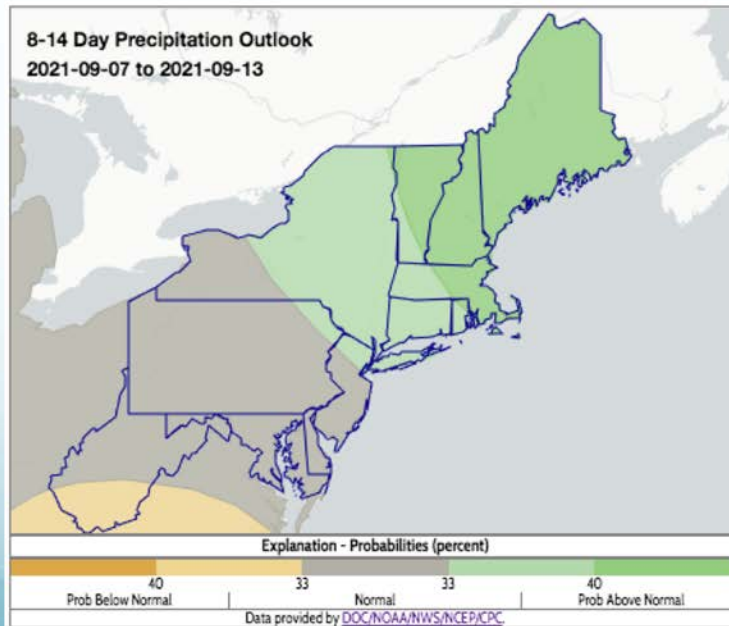 8-14 Day Precipitation Outlook
2021-09-07 to 2021-09-13
Explanation - Probabilities (percent)
40 33 33 40
Prob Below Normal Normal Prob Above Normal
Data provided by DOC/NOAA/NWS/NCEP/CPC.